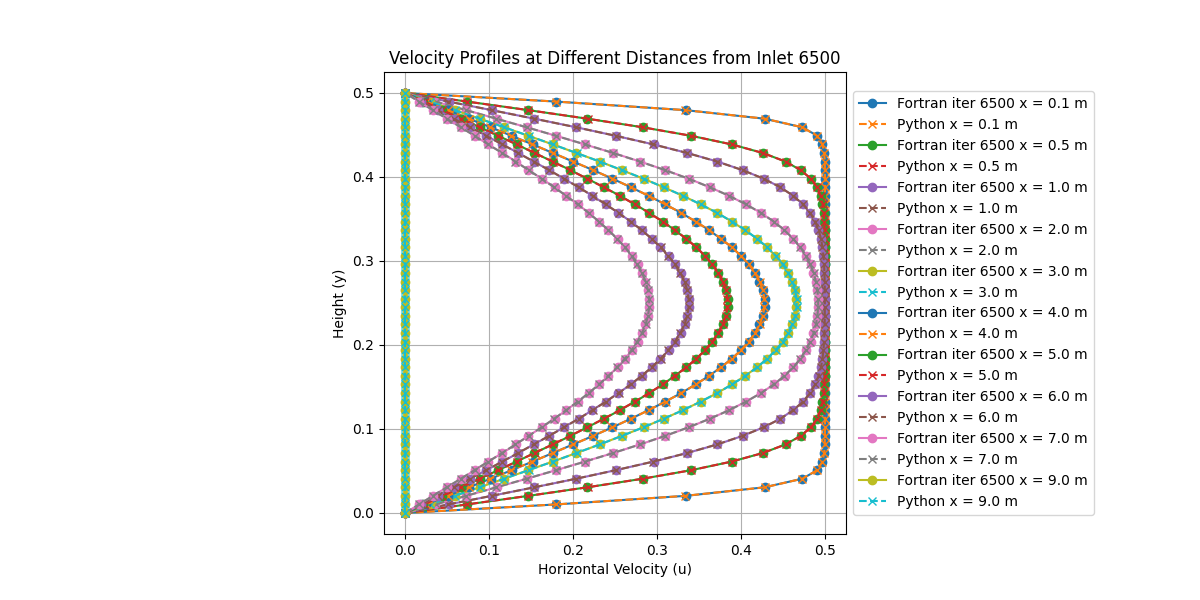 Velocity Profiles at Different Distances from Inlet 6500
Height (y)
0.5
0.4
0.3
0.2
0.1
0.0
0.0 0.1 0.2 0.3 0.4 0.5
Horizontal Velocity (u)
Fortran iter 6500 x = 0.1 m
Python x = 0.1 m
Fortran iter 6500 x = 0.5 m
Python x = 0.5 m
Fortran iter 6500 x = 1.0 m
Python x = 1.0 m
Fortran iter 6500 x = 2.0 m
Python x = 2.0 m
Fortran iter 6500 x = 3.0 m
Python x = 3.0 m
Fortran iter 6500 x = 4.0 m
Python x = 4.0 m
Fortran iter 6500 x = 5.0 m
Python x = 5.0 m
Fortran iter 6500 x = 6.0 m
Python x = 6.0 m
Fortran iter 6500 x = 7.0 m
Python x = 7.0 m
Fortran iter 6500 x = 9.0 m
Python x = 9.0 m